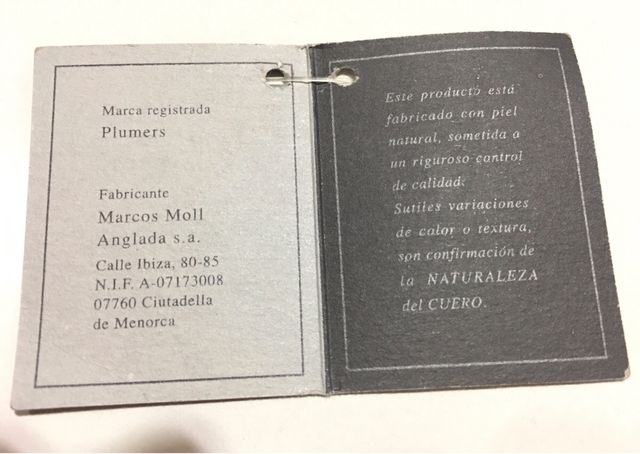 Marca registrada
Plumers
Fabricante
Marcos Moll
Anglada s.a.
Calle Ibiza, 80-85
N.I.F. A-07173008
07760 Ciutadella
de Menorca
Este producto está
fabricado con piel
natural, sometida a
un riguroso control
de calidad.
Sutiles variaciones
de color o textura,
son confirmación de
la NATURALEZA
del CUERO.